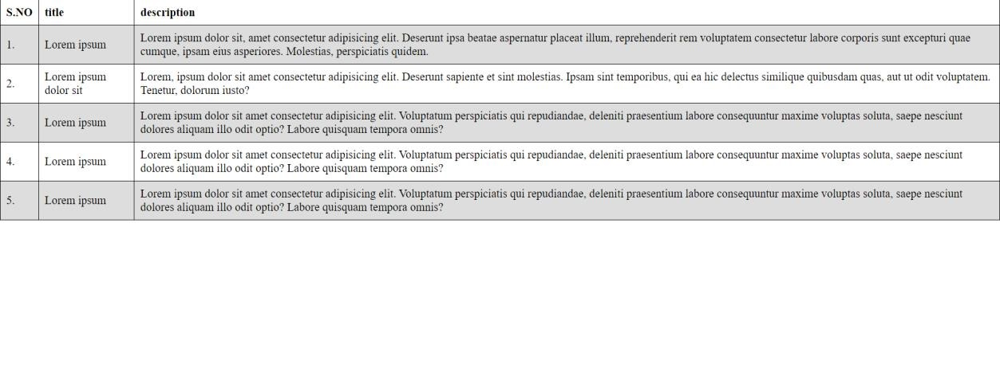 S.NO title description
1. Lorem ipsum Lorem ipsum dolor sit, amet consectetur adipisicing elit. Deserunt ipsa beatae aspernatur placeat illum, reprehenderit rem voluptatem consectetur labore corporis sunt excepturi quae
cumque, ipsam eius asperiores. Molestias, perspiciatis quidem.
2. Lorem ipsum Lorem, ipsum dolor sit amet consectetur adipisicing elit. Deserunt sapiente et sint molestias. Ipsam sint temporibus, qui ea hic delectus similique quibusdam quas, aut ut odit voluptatem.
dolor sit Tenetur, dolorum iusto?
3. Lorem ipsum Lorem ipsum dolor sit amet consectetur adipisicing elit. Voluptatum perspiciatis qui repudiandae, deleniti praesentium labore consequuntur maxime voluptas soluta, saepe nesciunt
dolores aliquam illo odit optio? Labore quisquam tempora omnis?
4. Lorem ipsum Lorem ipsum dolor sit amet consectetur adipisicing elit. Voluptatum perspiciatis qui repudiandae, deleniti praesentium labore consequuntur maxime voluptas soluta, saepe nesciunt
dolores aliquam illo odit optio? Labore quisquam tempora omnis?
5. Lorem ipsum Lorem ipsum dolor sit amet consectetur adipisicing elit. Voluptatum perspiciatis qui repudiandae, deleniti praesentium labore consequuntur maxime voluptas soluta, saepe nesciunt
dolores aliquam illo odit optio? Labore quisquam tempora omnis?